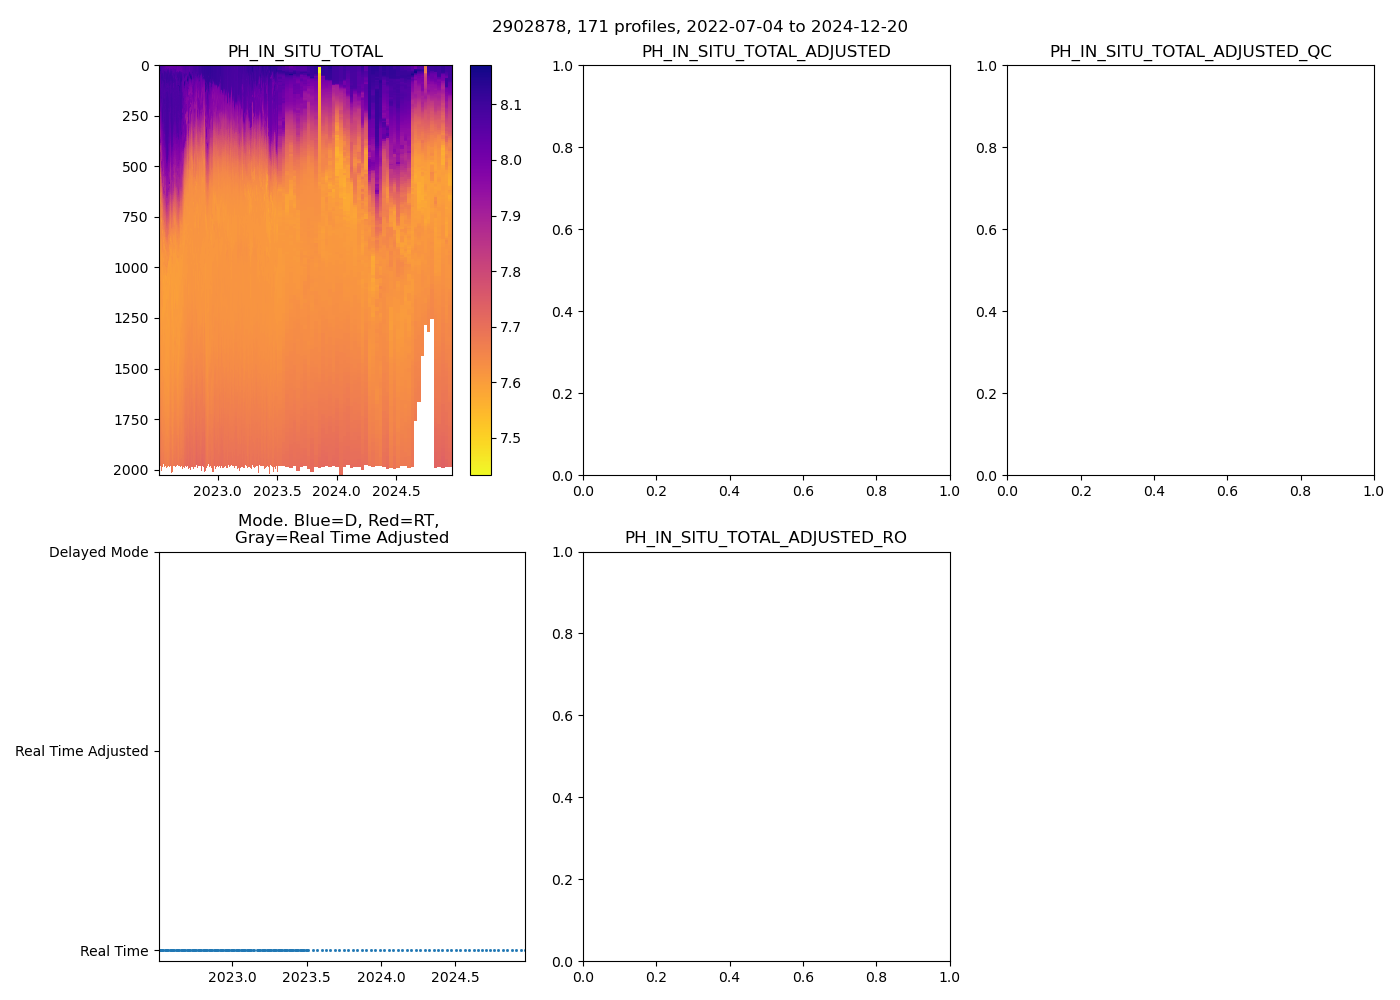 2902878, 171 profiles, 2022-07-04 to 2024-12-20
PH_IN_SITU_TOTAL
0
250
500
750
1000
1250
1500
1750
2000
2023.0 2023.5 2024.0 2024.5
8.1
8.0
7.9
7.8
7.7
7.6
7.5
PH_IN_SITU_TOTAL_ADJUSTED
1.0
0.8
0.6
0.4
0.2
0.0
0.0 0.2 0.4 0.6 0.8 1.0
PH_IN_SITU_TOTAL_ADJUSTED_QC
1.0
0.8
0.6
0.4
0.2
0.0
0.0 0.2 0.4 0.6 0.8 1.0
Mode. Blue=D, Red=RT,
Gray=Real Time Adjusted
Delayed Mode
Real Time Adjusted
Real Time
2023.0 2023.5 2024.0 2024.5
PH_IN_SITU_TOTAL_ADJUSTED_RO
1.0
0.8
0.6
0.4
0.2
0.0
0.0 0.2 0.4 0.6 0.8 1.0